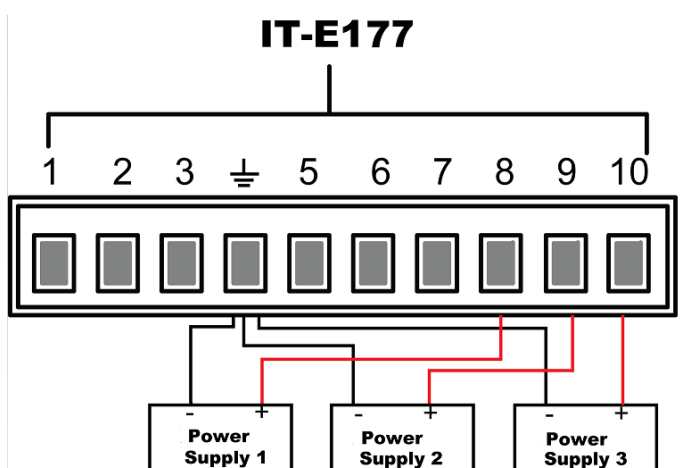 IT-E177
1 2 3 ⏚ 5 6 7 8 9 10
- + - + - +
Power Power Power
Supply 1 Supply 2 Supply 3